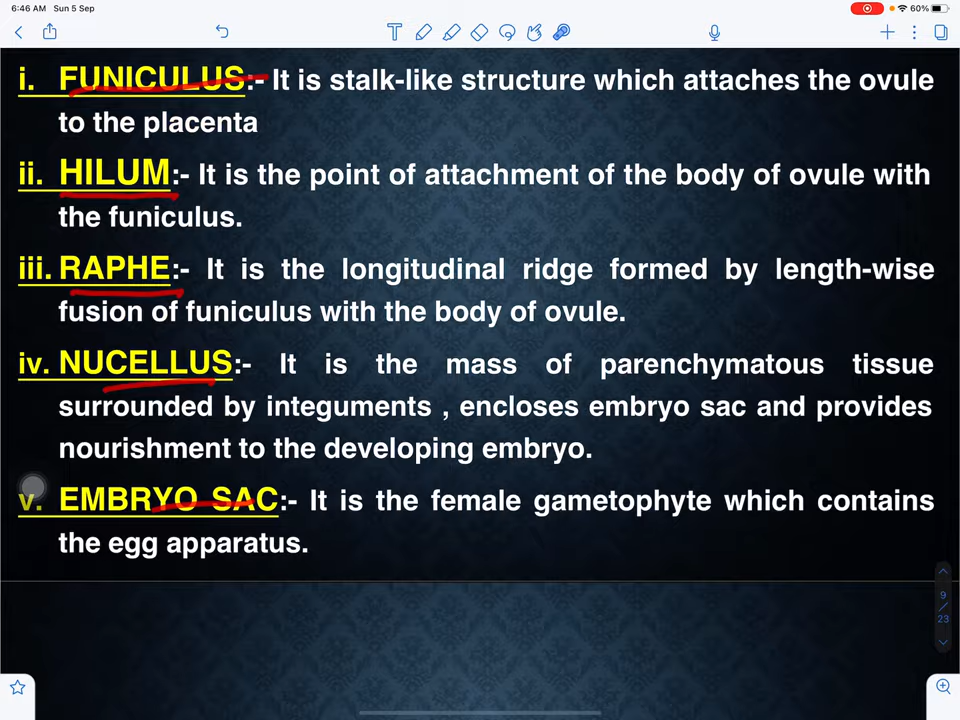 6:46 AM Sun 5 Sep 60%
i. FUNICULUS:- It is stalk-like structure which attaches the ovule
to the placenta
ii. HILUM:- It is the point of attachment of the body of ovule with
the funiculus.
iii. RAPHE:- It is the longitudinal ridge formed by length-wise
fusion of funiculus with the body of ovule.
iv. NUCELLUS:- It is the mass of parenchymatous tissue
surrounded by integuments , encloses embryo sac and provides
nourishment to the developing embryo.
v. EMBRYO SAC:- It is the female gametophyte which contains
the egg apparatus.
9
/
23